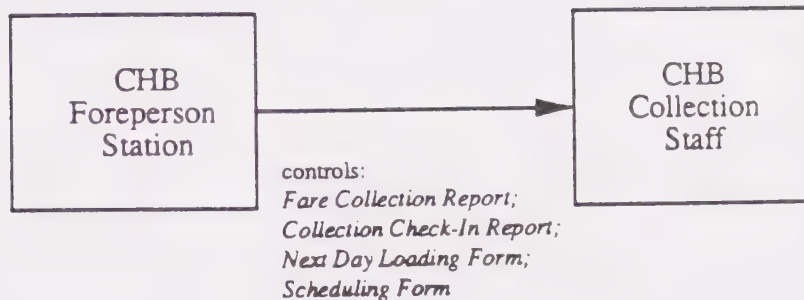 CHB
Foreperson
Station
CHB
Collection
Staff
controls:
Fare Collection Report;
Collection Check-In Report;
Next Day Loading Form;
Scheduling Form